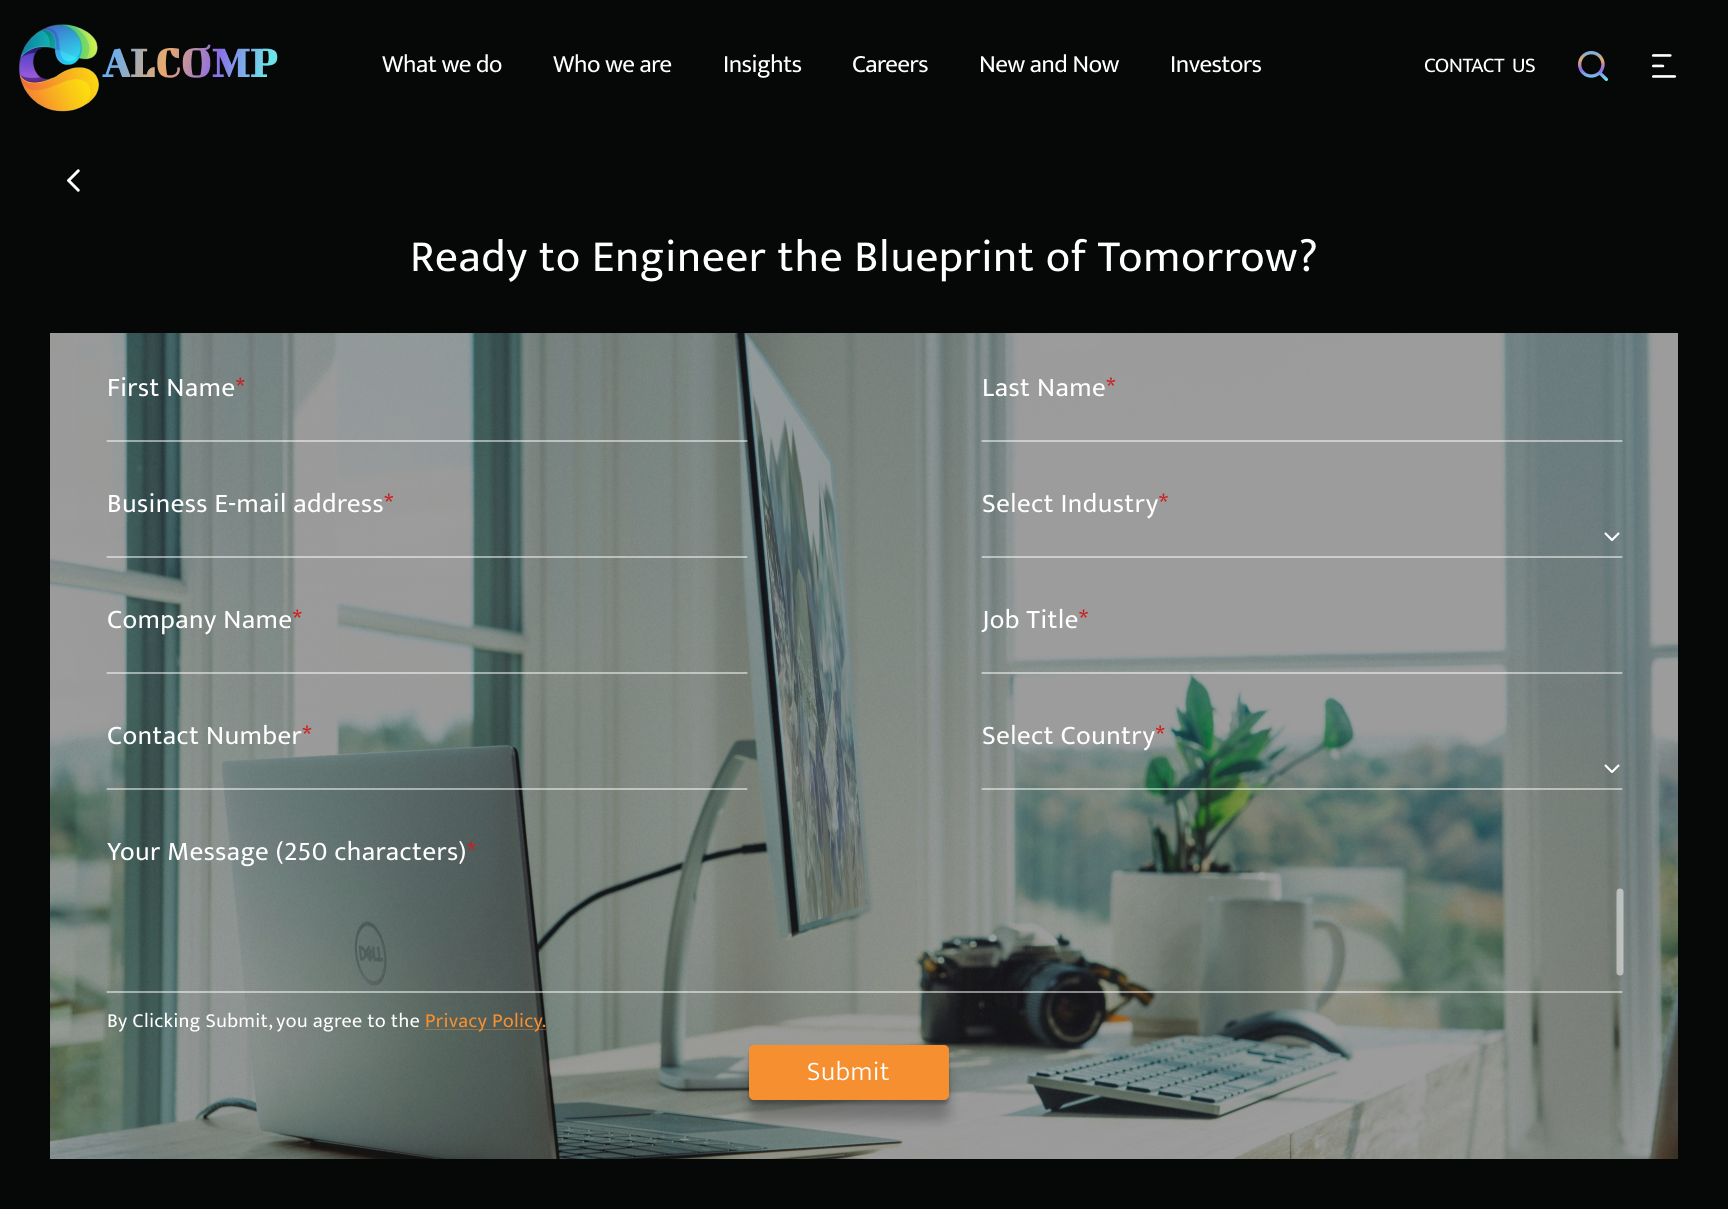 ALCOMP
What we do
Who we are
Insights
Careers
New and Now
Investors
CONTACT US
Ready to Engineer the Blueprint of Tomorrow?
First Name*
Last Name*
Business E-mail address*
Select Industry*
Company Name*
Job Title*
Contact Number*
Select Country*
Your Message (250 characters)*
DELL
By Clicking Submit, you agree to the Privacy Policy.
Submit